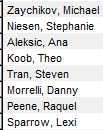 Zaychikov, Michael
Niesen, Stephanie
Aleksic, Ana
Koob, Theo
Tran, Steven
Morrelli, Danny
Peene, Raquel
Sparrow, Lexi